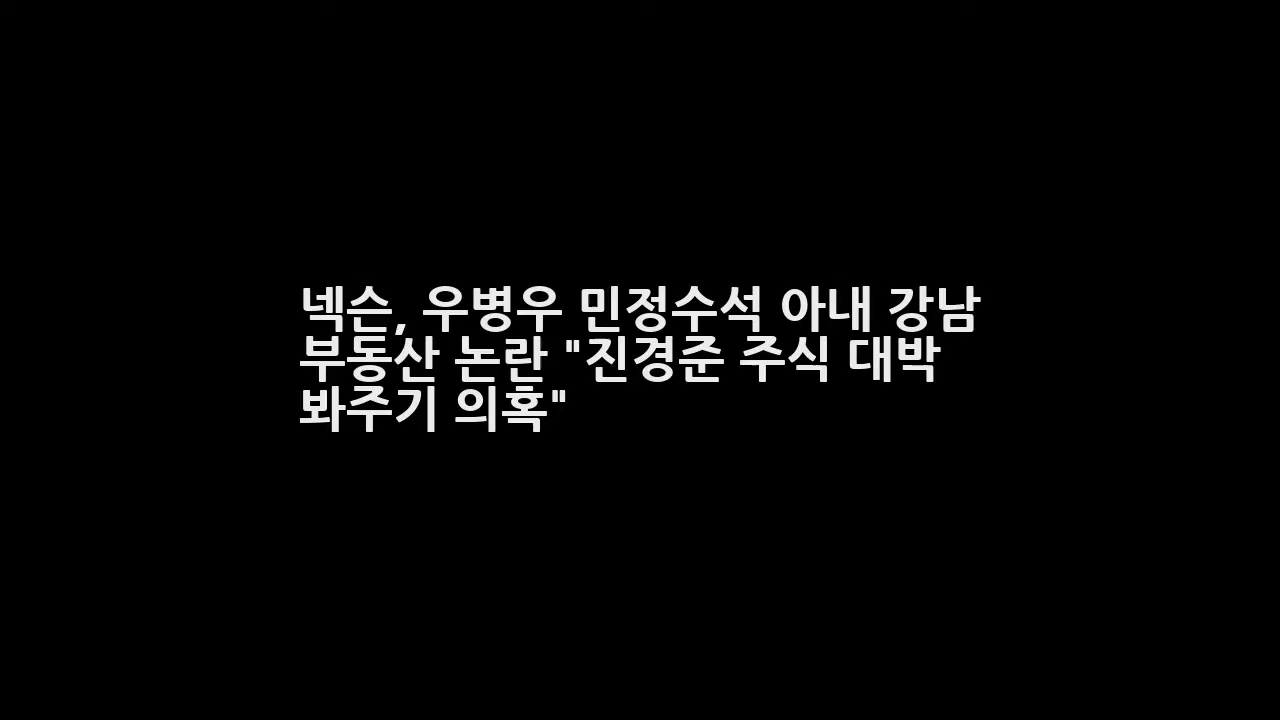 넥슨, 우병우 민정수석 아내 강남
부동산 논란 "진경준 주식 대박
봐주기 의혹"